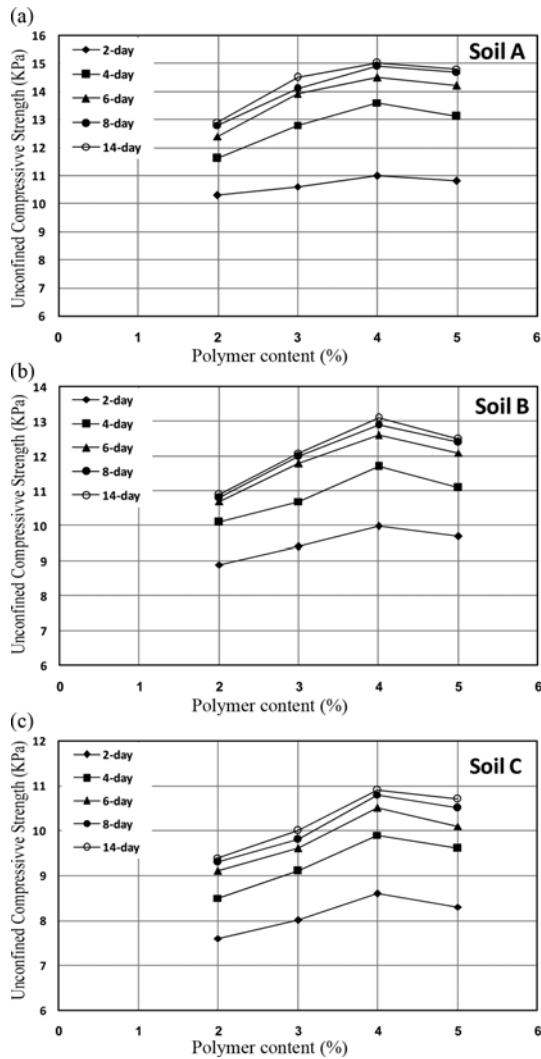 (a)
Unconfined Compressivve Strength (KPa)
16
15
14
13
12
11
10
9
8
7
6
2-day
4-day
6-day
8-day
14-day
Soil A
0 1 2 3 4 5 6
Polymer content (%)
(b)
Unconfined Compressivve Strength (KPa)
14
13
12
11
10
9
8
7
6
2-day
4-day
6-day
8-day
14-day
Soil B
0 1 2 3 4 5 6
Polymer content (%)
(c)
Unconfined Compressivve Strength (KPa)
12
11
10
9
8
7
6
2-day
4-day
6-day
8-day
14-day
Soil C
0 1 2 3 4 5 6
Polymer content (%)